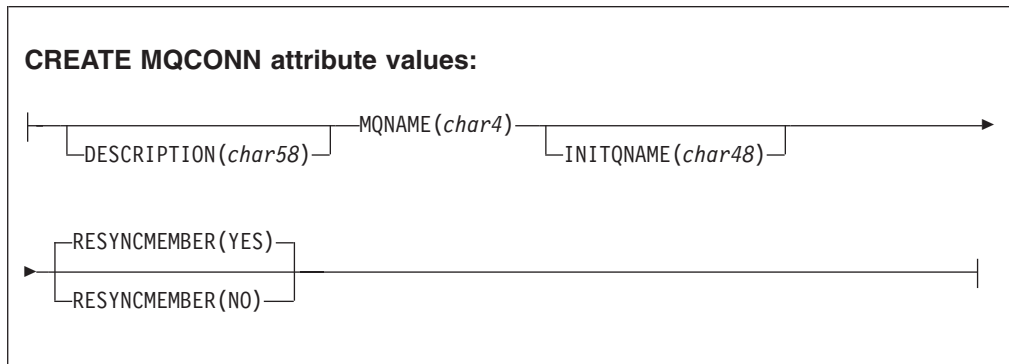 CREATE MQCONN attribute values:
MQNAME(char4)
DESCRIPTION(char58)
INITQNAME(char48)
RESYNCMEMBER(YES)
RESYNCMEMBER(NO)